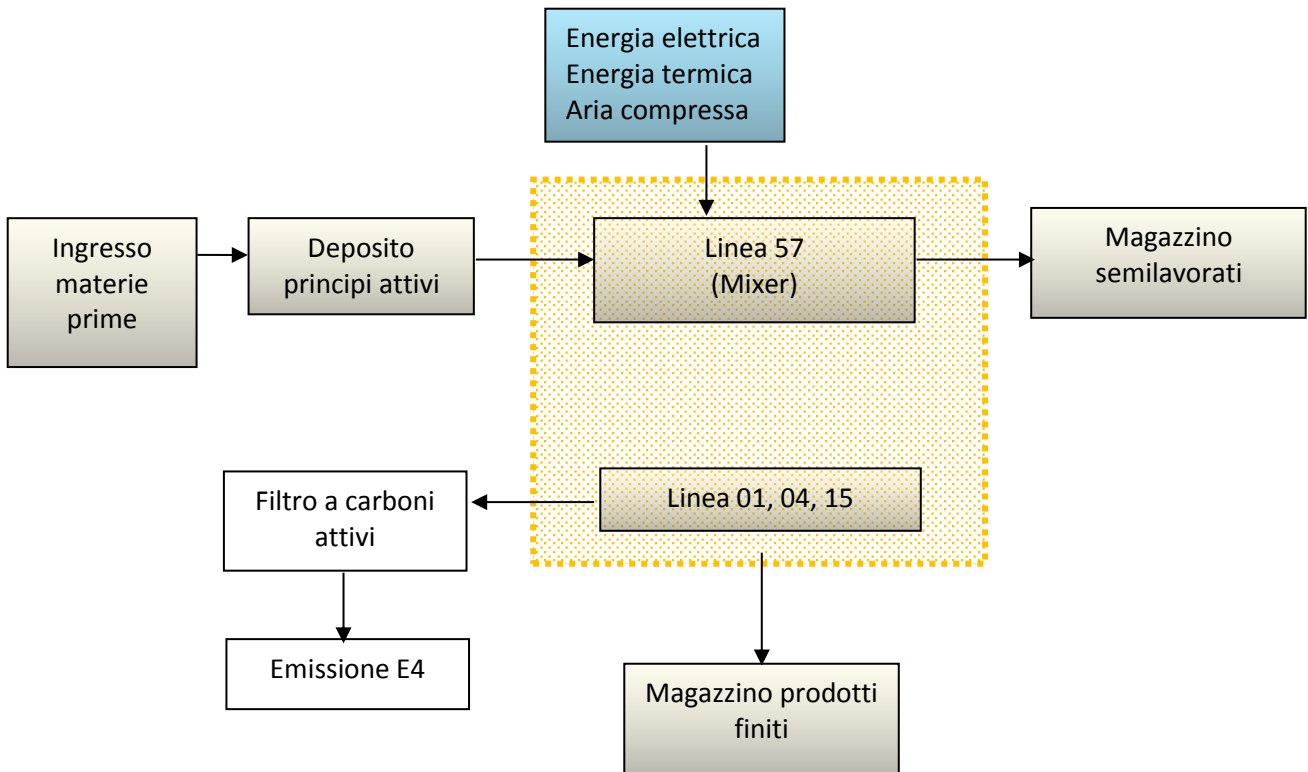 Energia elettrica
Energia termica
Aria compressa
Ingresso
materie
prime
Deposito
principi attivi
Linea 57
(Mixer)
Magazzino
semilavorati
Filtro a carboni
attivi
Linea 01, 04, 15
Emissione E4
Magazzino prodotti
finiti